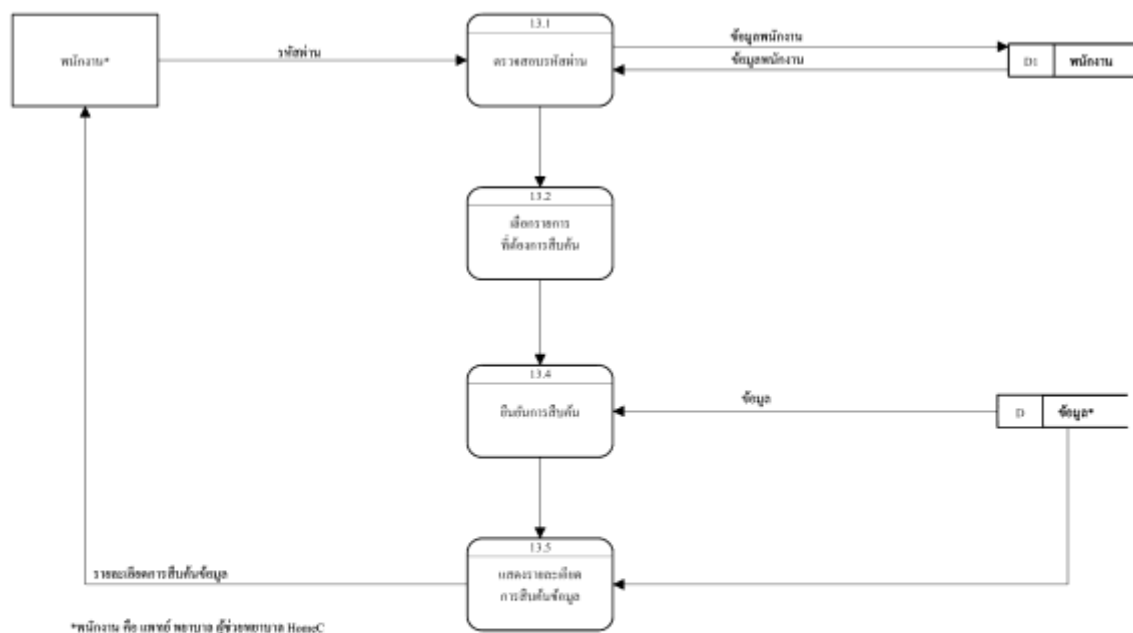 พนักงาน*
รหัสผ่าน
13.1
ตรวจสอบรหัสผ่าน
ข้อมูลพนักงาน
ข้อมูลพนักงาน
D1 พนักงาน
13.2
เลือกรายการ
ที่ต้องการสืบค้น
13.4
ยืนยันการสืบค้น
ข้อมูล
D ข้อมูล*
13.5
แสดงรายละเอียด
การสืบค้นข้อมูล
รายละเอียดการสืบค้นข้อมูล
*พนักงาน คือ แพทย์ พยาบาล ผู้ช่วยพยาบาล HomeC